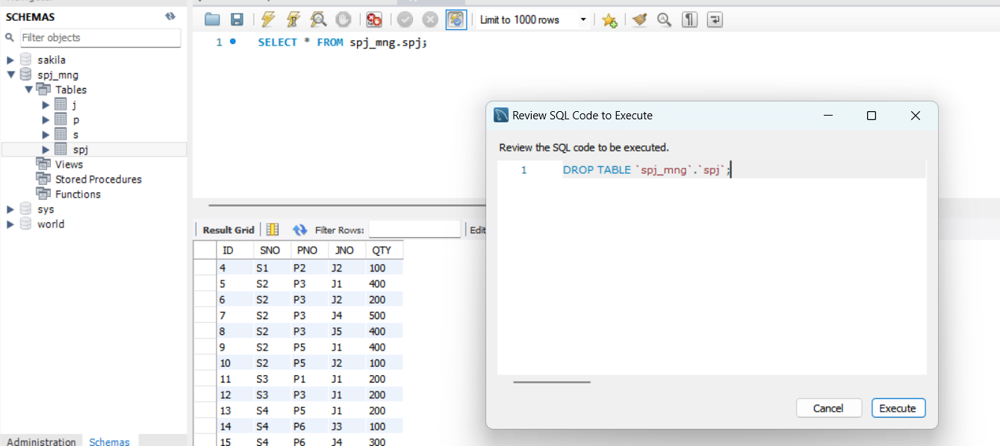 SCHEMAS
Filter objects
sakila
spj_mng
Tables
j
p
s
spj
Views
Stored Procedures
Functions
sys
world
Administration Schemas
Limit to 1000 rows
1 SELECT * FROM spj_mng.spj;
Result Grid Filter Rows: Edit
ID SNO PNO JNO QTY
4 S1 P2 J2 100
5 S2 P3 J1 400
6 S2 P3 J2 200
7 S2 P3 J4 500
8 S2 P3 J5 400
9 S2 P5 J1 400
10 S2 P5 J2 100
11 S3 P1 J1 200
12 S3 P3 J1 200
13 S4 P5 J1 200
14 S4 P6 J3 100
15 S4 P6 J4 300
Review SQL Code to Execute
Review the SQL code to be executed.
1 DROP TABLE `spj_mng`.`spj`;
Cancel Execute